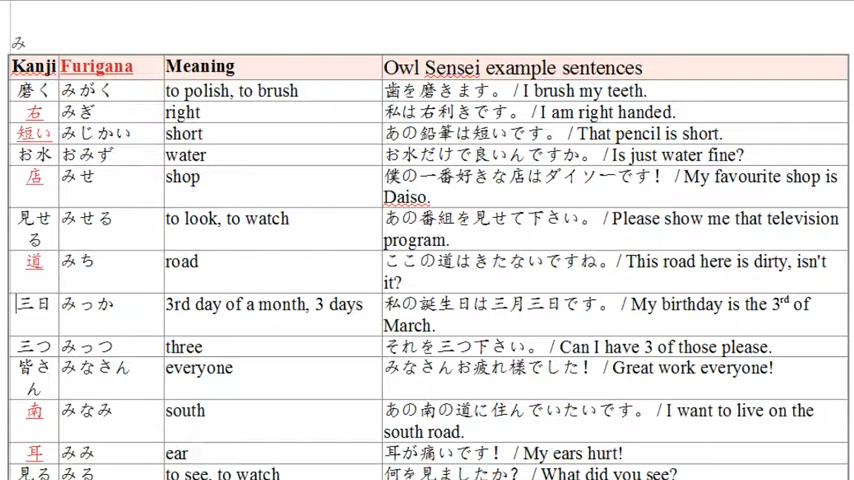 み
Kanji Furigana Meaning Owl Sensei example sentences
磨く みがく to polish, to brush 歯を磨きます。 / I brush my teeth.
右 みぎ right 私は右利きです。 / I am right handed.
短い みじかい short あの鉛筆は短いです。 / That pencil is short.
お水 おみず water お水だけで良いんですか。 / Is just water fine?
店 みせ shop 僕の一番好きな店はダイソーです！ / My favourite shop is
Daiso.
見せ みせる to look, to watch あの番組を見せて下さい。 / Please show me that television
る program.
道 みち road ここの道はきたないですね。/ This road here is dirty, isn't
it?
三日 みっか 3rd day of a month, 3 days 私の誕生日は三月三日です。 / My birthday is the 3rd of
March.
三つ みっつ three それを三つ下さい。 / Can I have 3 of those please.
皆さ みなさん everyone みなさんお疲れ様でした！ / Great work everyone!
ん
南 みなみ south あの南の道に住んでいたいです。 / I want to live on the
south road.
耳 みみ ear 耳が痛いです！ / My ears hurt!
見る みる to see, to watch 何を見ましたか？ / What did you see?